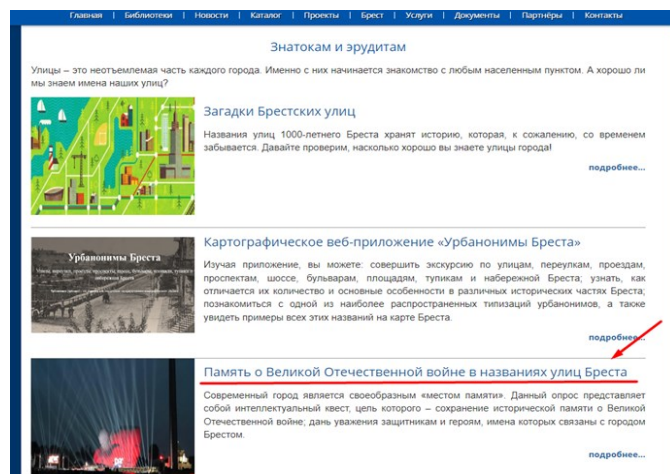 Главная | Библиотеки | Новости | Каталог | Проекты | Брест | Услуги | Документы | Партнёры | Контакты
Знатокам и эрудитам
Улицы – это неотъемлемая часть каждого города. Именно с них начинается знакомство с любым населенным пунктом. А хорошо ли
мы знаем имена наших улиц?
Загадки Брестских улиц
Названия улиц 1000-летнего Бреста хранят историю, которая, к сожалению, со временем
забывается. Давайте проверим, насколько хорошо вы знаете улицы города!
подробнее...
Урбанонимы Бреста
Картографическое веб-приложение «Урбанонимы Бреста»
Изучая приложение, вы можете: совершить экскурсию по улицам, переулкам, проездам,
проспектам, шоссе, бульварам, площадям, тупикам и набережной Бреста; узнать, как
отличается их количество и основные особенности в различных исторических частях Бреста;
познакомиться с одной из наиболее распространенных типизаций урбанонимов, а также
увидеть примеры всех этих названий на карте Бреста.
подробнее...
Память о Великой Отечественной войне в названиях улиц Бреста
Современный город является своеобразным «местом памяти». Данный опрос представляет
собой интеллектуальный квест, цель которого – сохранение исторической памяти о Великой
Отечественной войне; дань уважения защитникам и героям, имена которых связаны с городом
Брестом.
подробнее...